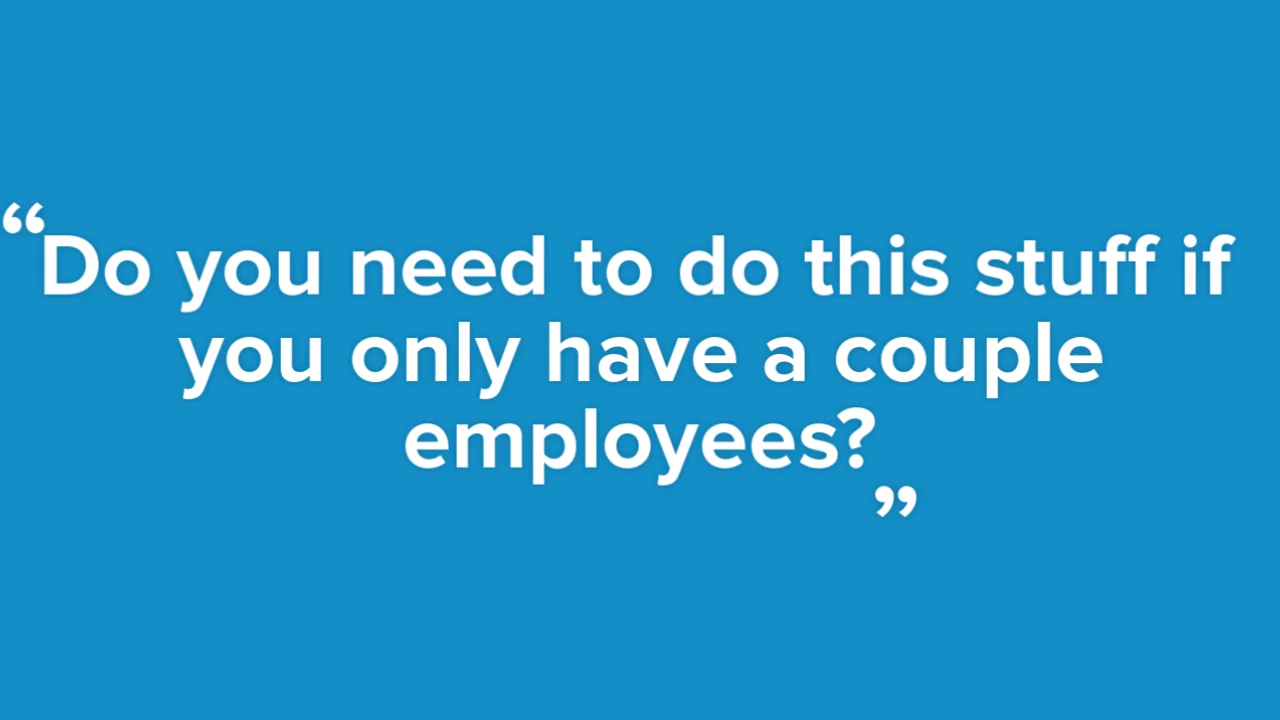 “Do you need to do this stuff if
you only have a couple
employees?”